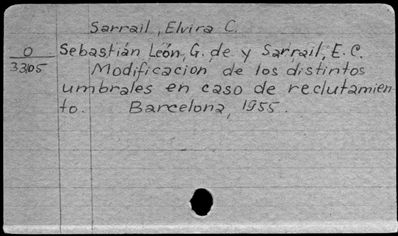 Sarrail, Elvira C.
O
3305
Sebastián León, G. de y Sarrail, E. C.
Modificacion de los distintos
umbrales en caso de reclutamien
to. Barcelona, 1955.